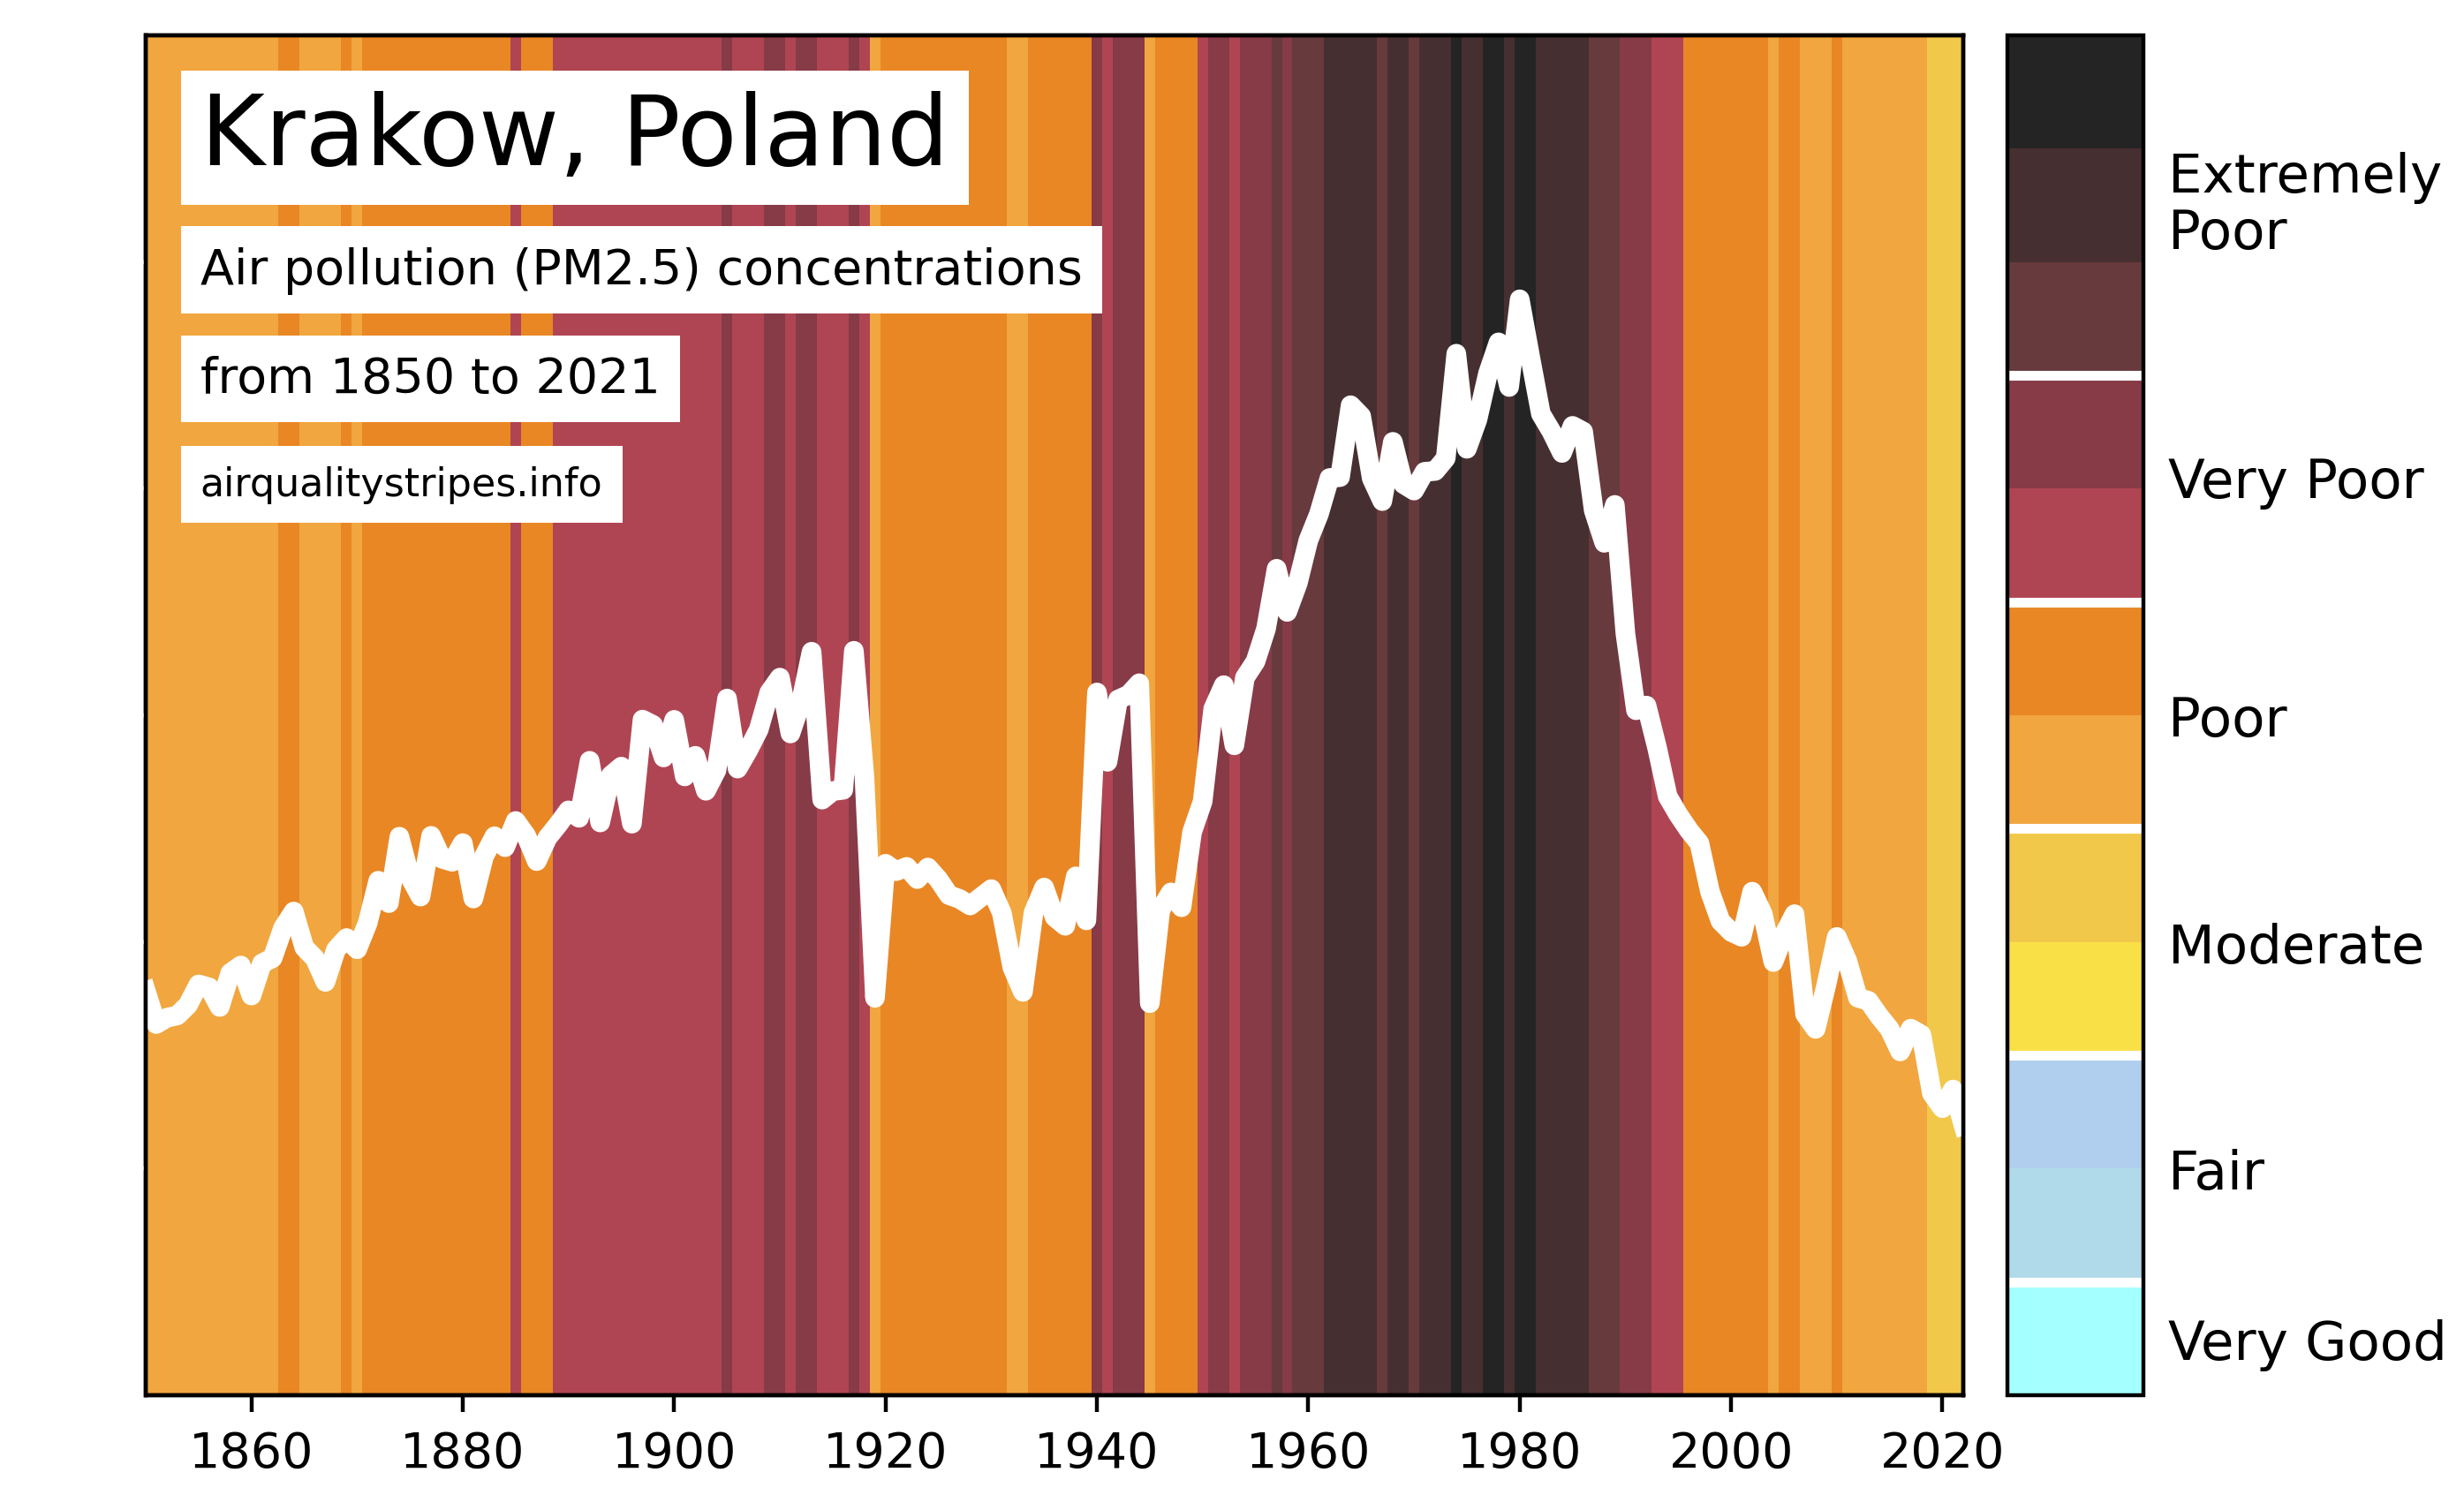 Krakow, Poland
Air pollution (PM2.5) concentrations
from 1850 to 2021
airqualitystripes.info
Extremely
Poor
Very Poor
Poor
Moderate
Fair
Very Good
1860 1880 1900 1920 1940 1960 1980 2000 2020